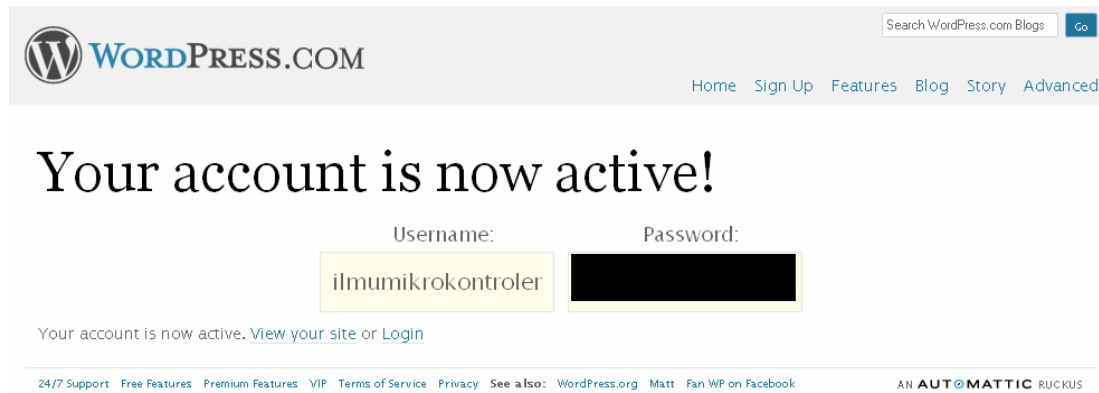 Search WordPress.com Blogs Go
WORDPRESS.COM
Home Sign Up Features Blog Story Advanced
Your account is now active!
Username: Password:
ilmumikrokontroler
Your account is now active. View your site or Login
24/7 Support Free Features Premium Features VIP Terms of Service Privacy See also: WordPress.org Matt Fan WP on Facebook AN AUTOMATTIC RUCKUS